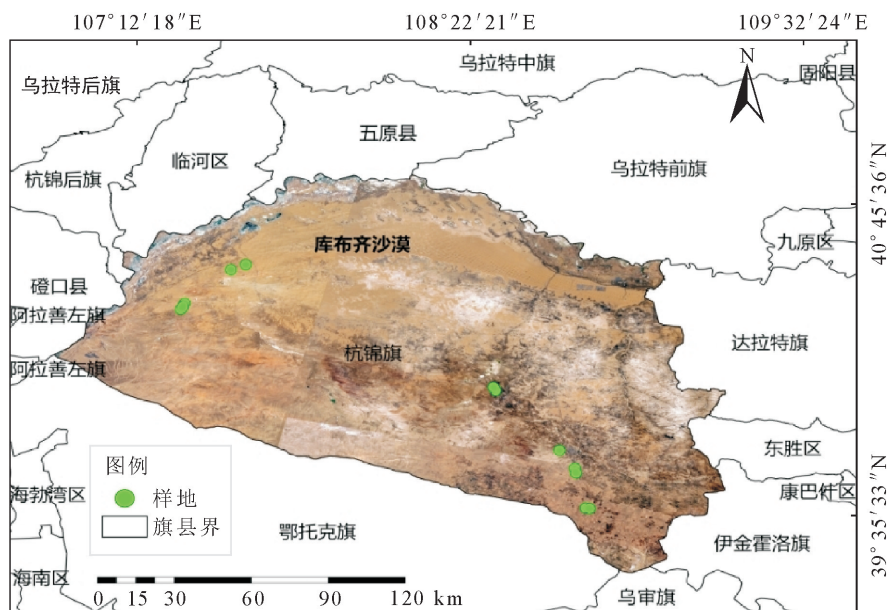 107°12′18″E 108°22′21″E 109°32′24″E
N
乌拉特中旗
固阳县
乌拉特后旗
五原县
临河区
乌拉特前旗
杭锦后旗
40°45′36″N
九原区
库布齐沙漠
磴口县
阿拉善左旗
达拉特旗
杭锦旗
阿拉善左旗
东胜区
图例
样地
旗县界
海勃湾区
康巴什区
鄂托克旗
伊金霍洛旗
39°35′33″N
海南区
乌审旗
0 15 30 60 90 120 km